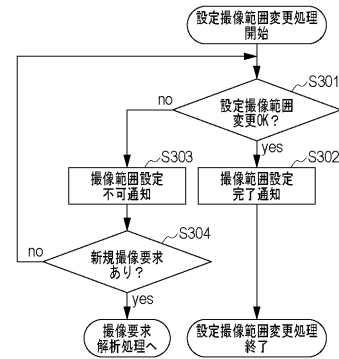 設定撮像範囲変更処理
開始
S301
設定撮像範囲
変更OK?
no
yes
S303
撮像範囲設定
不可通知
S302
撮像範囲設定
完了通知
S304
新規撮像要求
あり?
no
yes
撮像要求
解析処理へ
設定撮像範囲変更処理
終了